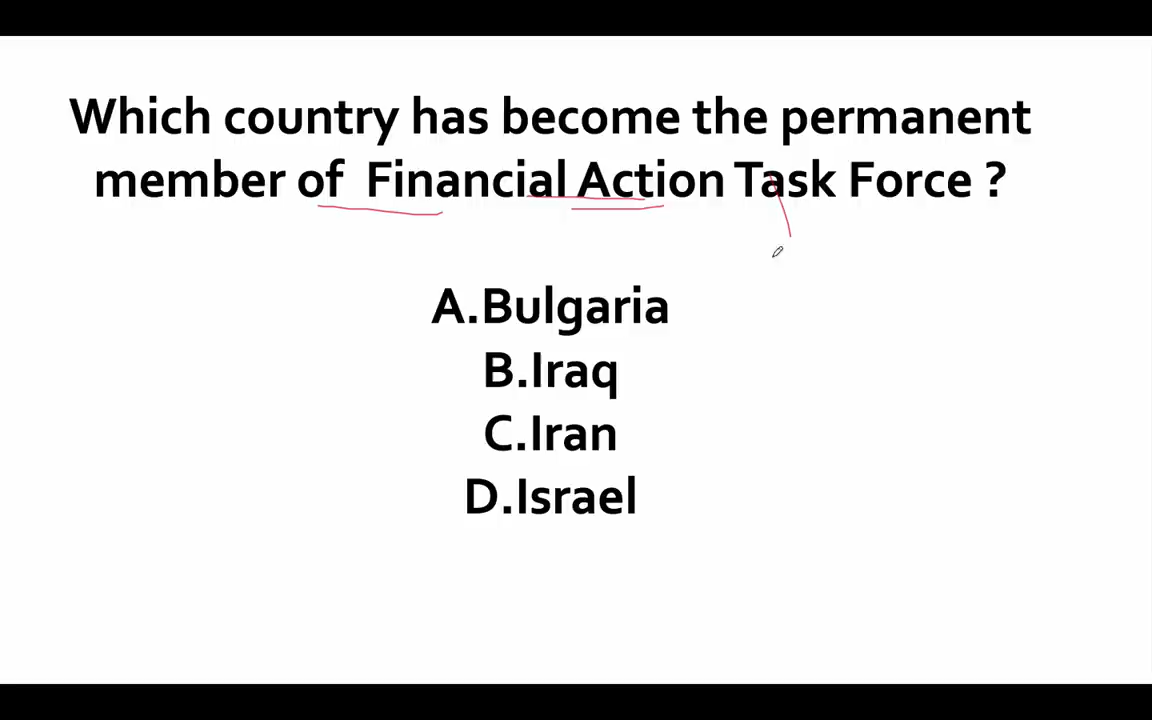 Which country has become the permanent
member of Financial Action Task Force ?
A.Bulgaria
B.Iraq
C.Iran
D.Israel